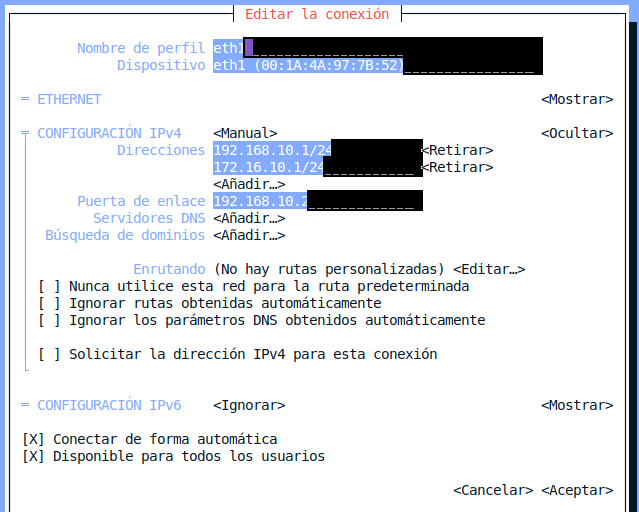 Editar la conexión
Nombre de perfil eth1
Dispositivo eth1 (00:1A:4A:97:7B:52)
= ETHERNET <Mostrar>
CONFIGURACIÓN IPv4 <Manual> <Ocultar>
Direcciones 192.168.10.1/24 <Retirar>
172.16.10.1/24 <Retirar>
<Añadir…>
Puerta de enlace 192.168.10.2
Servidores DNS <Añadir…>
Búsqueda de dominios <Añadir…>
Enrutando (No hay rutas personalizadas) <Editar…>
[ ] Nunca utilice esta red para la ruta predeterminada
[ ] Ignorar rutas obtenidas automáticamente
[ ] Ignorar los parámetros DNS obtenidos automáticamente
[ ] Solicitar la dirección IPv4 para esta conexión
= CONFIGURACIÓN IPv6 <Ignorar> <Mostrar>
[X] Conectar de forma automática
[X] Disponible para todos los usuarios
<Cancelar> <Aceptar>